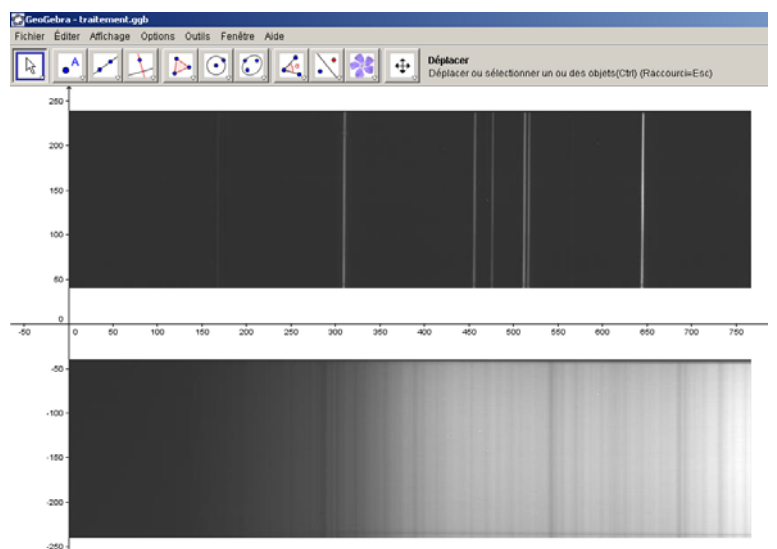 GeoGebra - traitement.ggb
Fichier Éditer Affichage Options Outils Fenêtre Aide
A
Déplacer
Déplacer ou sélectionner un ou des objets(Ctrl) (Raccourci=Esc)
250
200
150
100
50
0
-50 0 50 100 150 200 250 300 350 400 450 500 550 600 650 700 750
-50
-100
-150
-200
-250